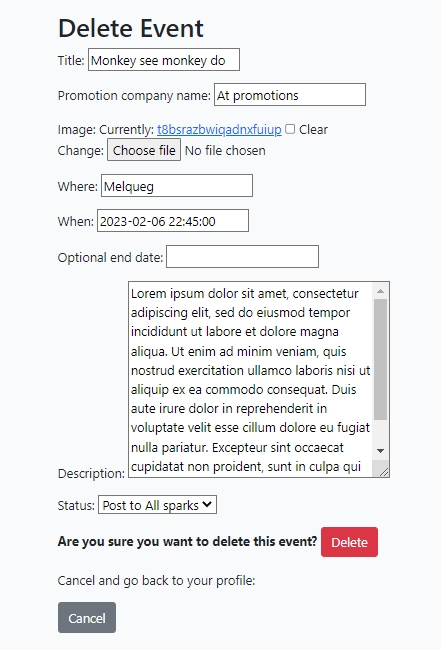 Delete Event
Title: Monkey see monkey do
Promotion company name: At promotions
Image: Currently: t8bsrazbwiqadnxfuiup Clear
Change: Choose file No file chosen
Where: Melqueg
When: 2023-02-06 22:45:00
Optional end date:
Lorem ipsum dolor sit amet, consectetur
adipiscing elit, sed do eiusmod tempor
incididunt ut labore et dolore magna
aliqua. Ut enim ad minim veniam, quis
nostrud exercitation ullamco laboris nisi ut
aliquip ex ea commodo consequat. Duis
aute irure dolor in reprehenderit in
voluptate velit esse cillum dolore eu fugiat
nulla pariatur. Excepteur sint occaecat
cupidatat non proident, sunt in culpa qui
Description:
Status: Post to All sparks
Are you sure you want to delete this event? Delete
Cancel and go back to your profile:
Cancel